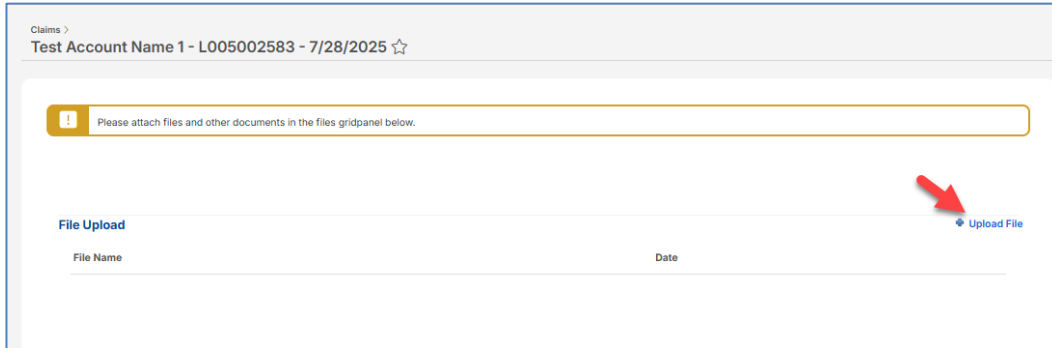 Claims >
Test Account Name 1 - L005002583 - 7/28/2025
! Please attach files and other documents in the files gridpanel below.
File Upload
Upload File
File Name Date